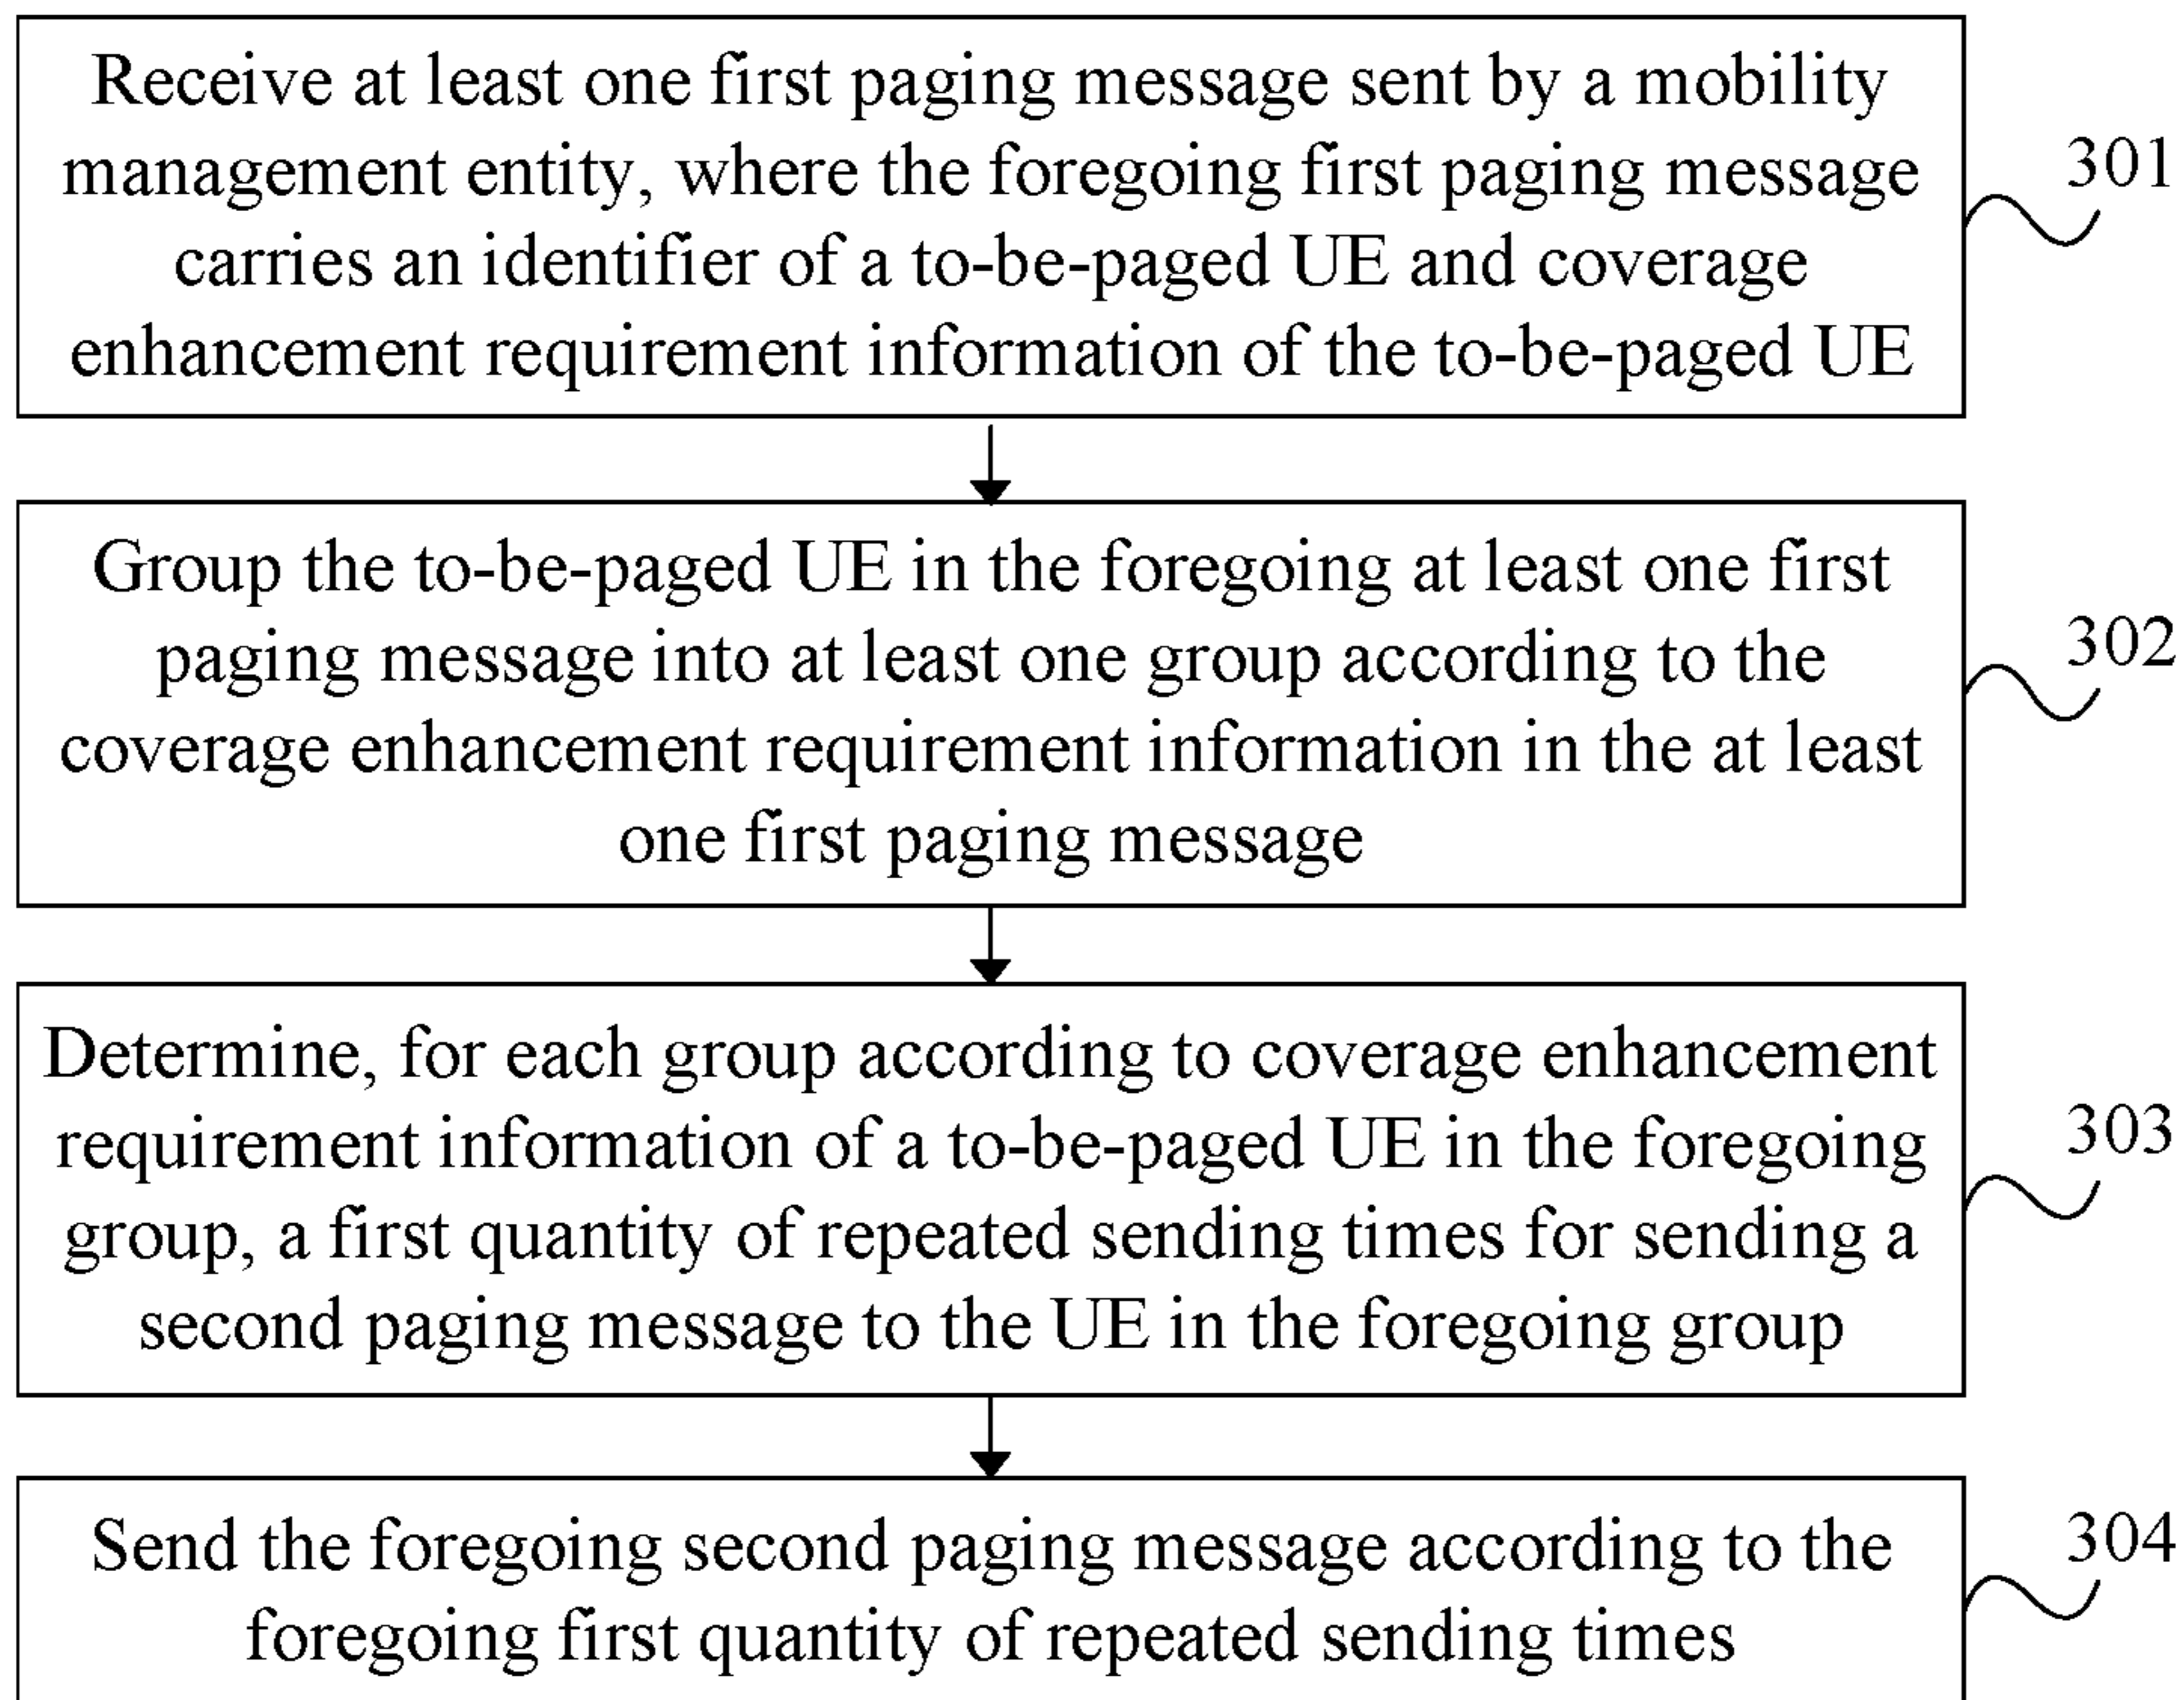 Receive at least one first paging message sent by a mobility
management entity, where the foregoing first paging message
carries an identifier of a to-be-paged UE and coverage
enhancement requirement information of the to-be-paged UE
301
Group the to-be-paged UE in the foregoing at least one first
paging message into at least one group according to the
coverage enhancement requirement information in the at least
one first paging message
302
Determine, for each group according to coverage enhancement
requirement information of a to-be-paged UE in the foregoing
group, a first quantity of repeated sending times for sending a
second paging message to the UE in the foregoing group
303
Send the foregoing second paging message according to the
foregoing first quantity of repeated sending times
304